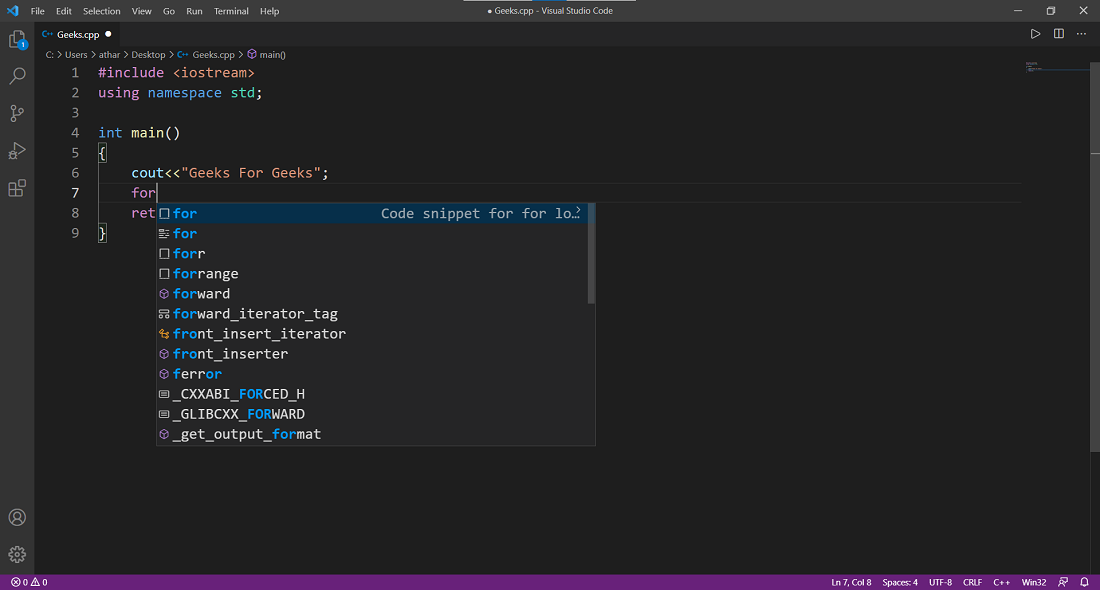 File Edit Selection View Go Run Terminal Help
● Geeks.cpp - Visual Studio Code
1
C++ Geeks.cpp ●
C: > Users > athar > Desktop > C++ Geeks.cpp > main()
1 #include <iostream>
2 using namespace std;
3
4 int main()
5 {
6 cout<<"Geeks For Geeks";
7 for
8 ret
9 }
for Code snippet for for lo…
for
forr
forrange
forward
forward_iterator_tag
front_insert_iterator
front_inserter
ferror
_CXXABI_FORCED_H
_GLIBCXX_FORWARD
_get_output_format
0 0 Ln 7, Col 8 Spaces: 4 UTF-8 CRLF C++ Win32